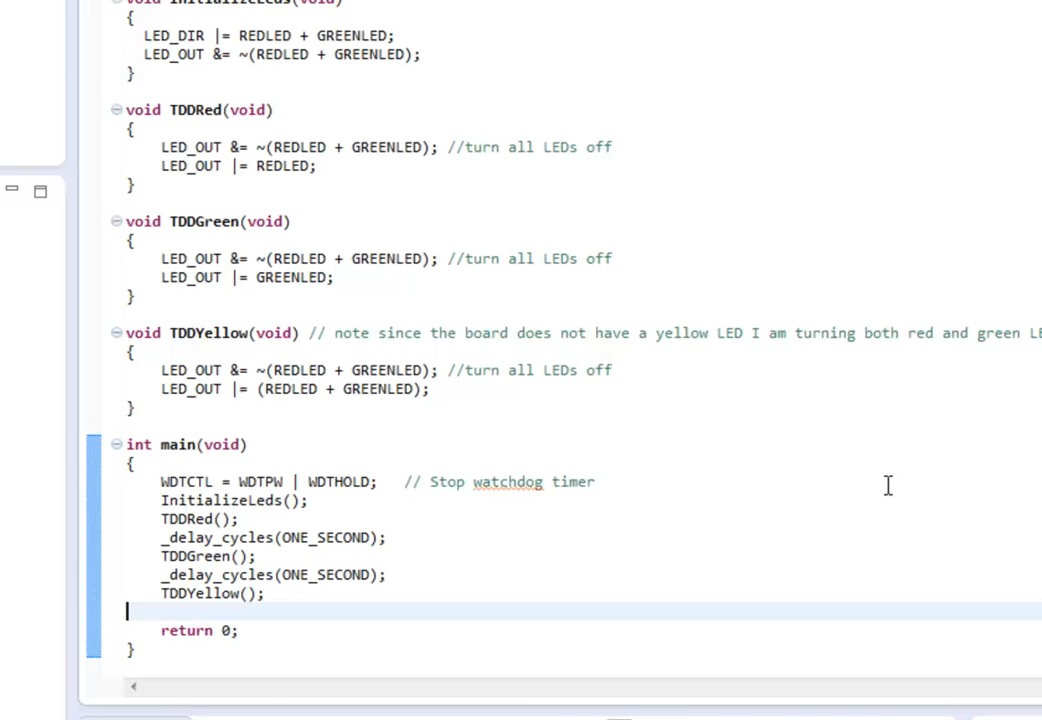 void InitializeLeds(void)
{
LED_DIR |= REDLED + GREENLED;
LED_OUT &= ~(REDLED + GREENLED);
}
void TDDRed(void)
{
LED_OUT &= ~(REDLED + GREENLED); //turn all LEDs off
LED_OUT |= REDLED;
}
void TDDGreen(void)
{
LED_OUT &= ~(REDLED + GREENLED); //turn all LEDs off
LED_OUT |= GREENLED;
}
void TDDYellow(void) // note since the board does not have a yellow LED I am turning both red and green
{
LED_OUT &= ~(REDLED + GREENLED); //turn all LEDs off
LED_OUT |= (REDLED + GREENLED);
}
int main(void)
{
WDTCTL = WDTPW | WDTHOLD; // Stop watchdog timer
InitializeLeds();
TDDRed();
_delay_cycles(ONE_SECOND);
TDDGreen();
_delay_cycles(ONE_SECOND);
TDDYellow();
return 0;
}